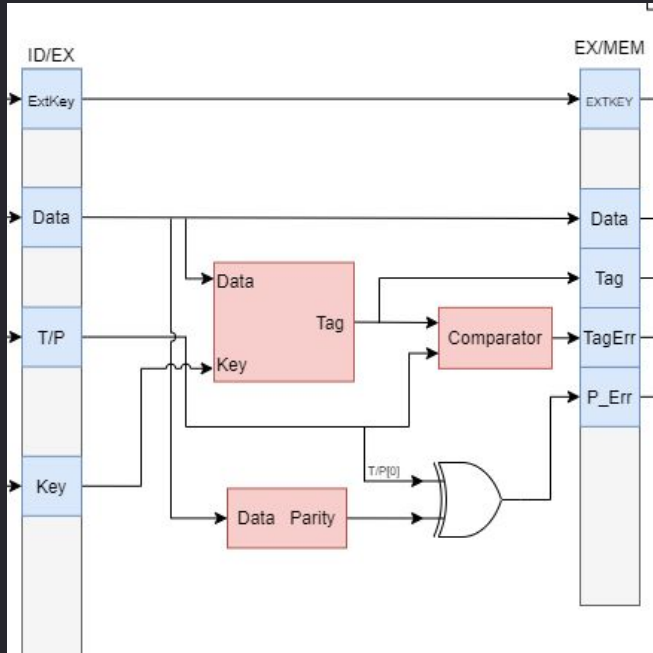 ID/EX
EX/MEM
ExtKey
EXTKEY
Data
Data
Data
Tag
Tag
T/P
Comparator
TagErr
Key
P_Err
T/P[0]
Key
Data Parity